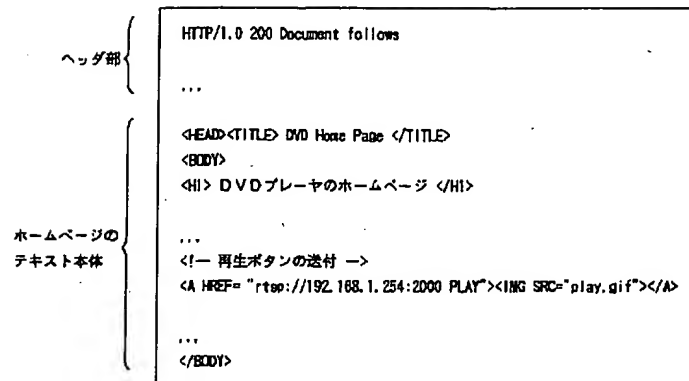 HTTP/1.0 200 Document follows
ヘッダ部
...
<HEAD><TITLE> DVD Home Page </TITLE>
<BODY>
<H1> DVDプレーヤのホームページ </H1>
ホームページの
テキスト本体
...
<!— 再生ボタンの送付 —>
<A HREF= "rtsp://192.168.1.254:2000 PLAY"><IMG SRC="play.gif"></A>
...
</BODY>